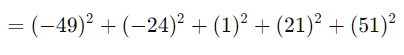 = (−49)² + (−24)² + (1)² + (21)² + (51)²